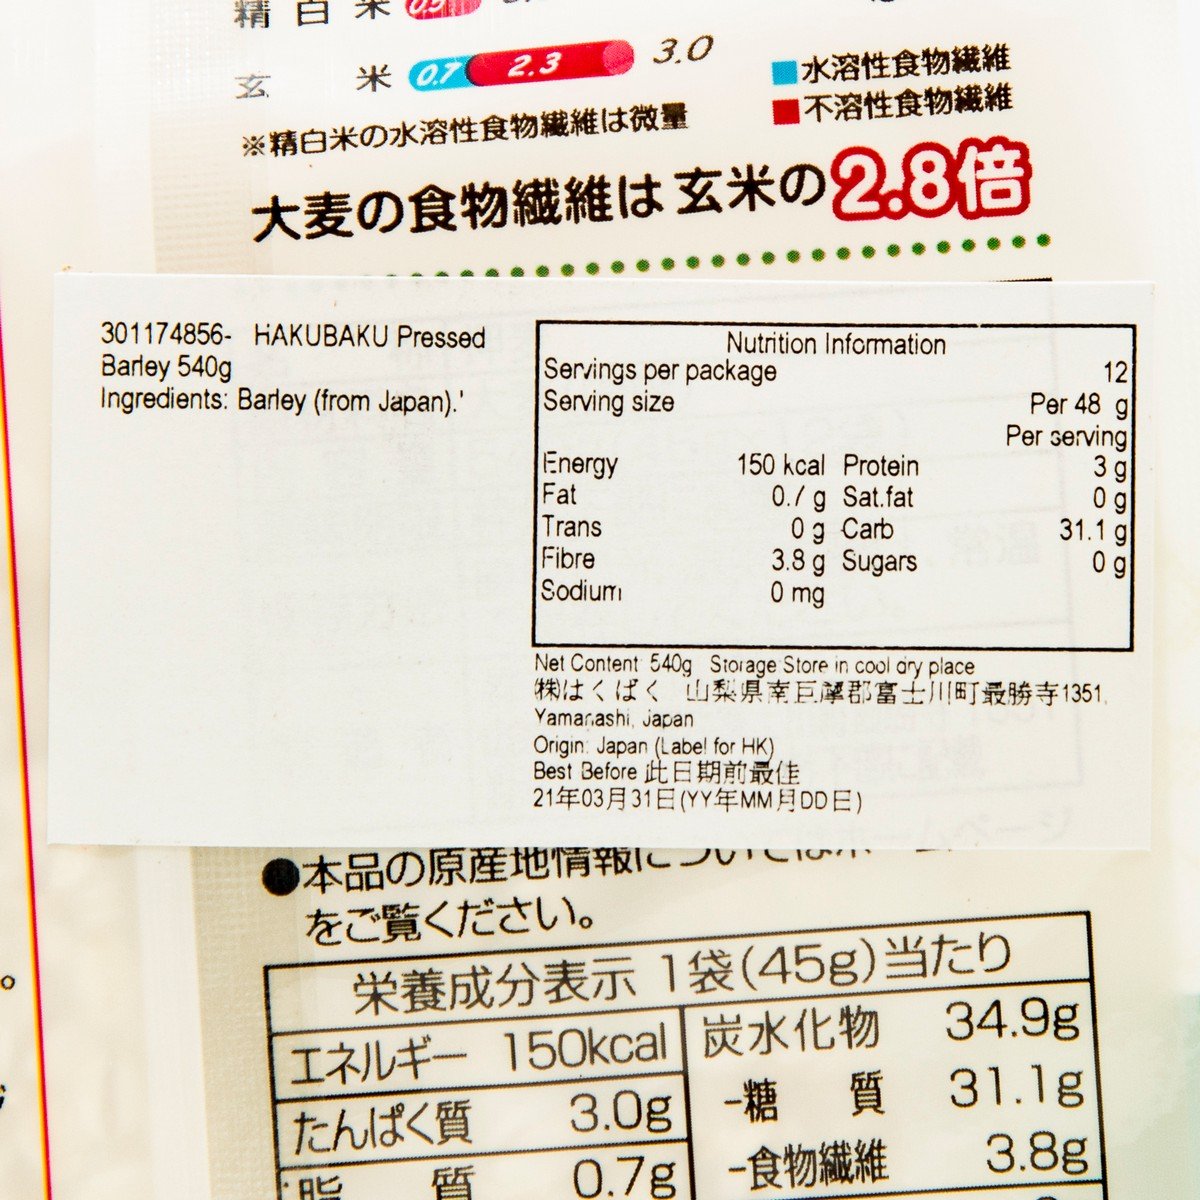 精白米 0.9
玄米 0.7 2.3 3.0
■水溶性食物繊維
■不溶性食物繊維
※精白米の水溶性食物繊維は微量
大麦の食物繊維は玄米の2.8倍
301174856- HAKUBAKU Pressed
Barley 540g
Ingredients: Barley (from Japan).'
Nutrition Information
Servings per package 12
Serving size Per 48 g
Per serving
Energy 150 kcal Protein 3 g
Fat 0.7 g Sat.fat 0 g
Trans 0 g Carb 31.1 g
Fibre 3.8 g Sugars 0 g
Sodium 0 mg
Net Content: 540g Storage:Store in cool dry place
(株)はくばく 山梨県南巨摩郡富士川町最勝寺1351,
Yamanashi, Japan
Origin: Japan (Label for HK)
Best Before 此日期前最佳
21年03月31日(YY年MM月DD日)
●本品の原産地情報については
をご覧ください。
栄養成分表示 1袋(45g)当たり
エネルギー 150kcal 炭水化物 34.9g
たんぱく質 3.0g -糖質 31.1g
脂質 0.7g -食物繊維 3.8g